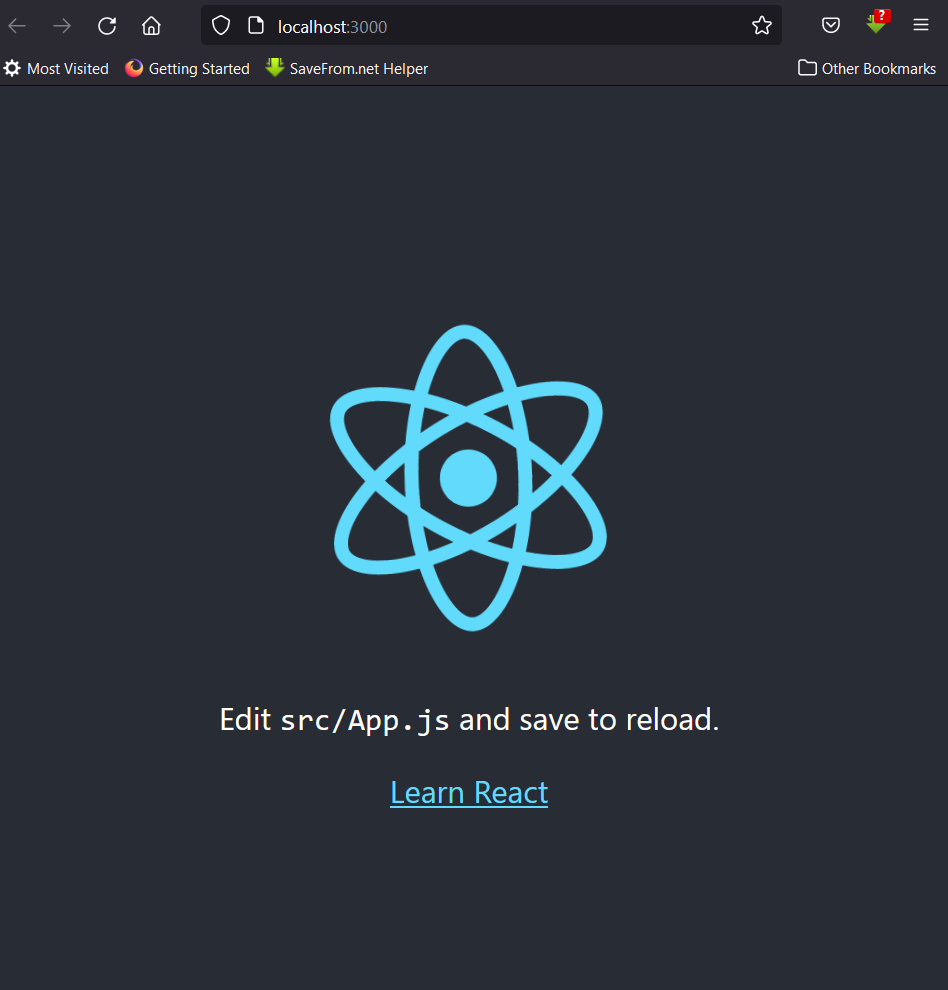 localhost:3000
?
Most Visited Getting Started SaveFrom.net Helper Other Bookmarks
Edit src/App.js and save to reload.
Learn React